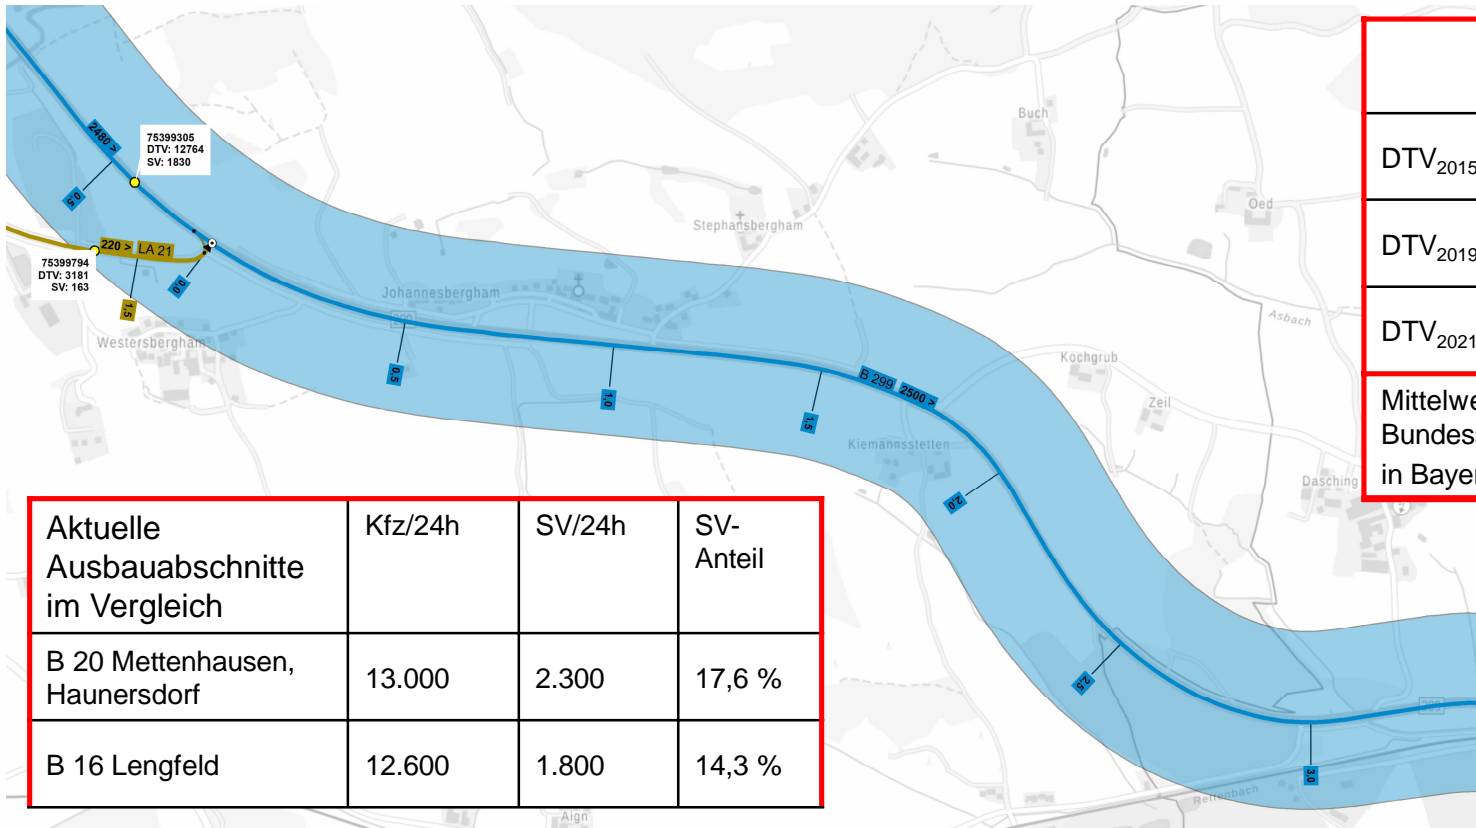 2480 >
75399305
DTV: 12764
SV: 1830
0.5
220 > LA 21
75399794
DTV: 3181
SV: 163
0.0
1.5
Westersbergham
Johannesbergham
299
Stephansbergham
Buch
Oed
Asbach
Kochgrub
Zeil
Dasching
0.5
1.0
1.5
B 299 2500 >
Kiemannsstetten
2.0
2.5
3.0
299
Rettenbach
Aign
DTV2015
DTV2019
DTV2021
in Bayer
Aktuelle Kfz/24h SV/24h SV-
Ausbauabschnitte Anteil
im Vergleich
B 20 Mettenhausen,
Haunersdorf 13.000 2.300 17,6 %
B 16 Lengfeld 12.600 1.800 14,3 %